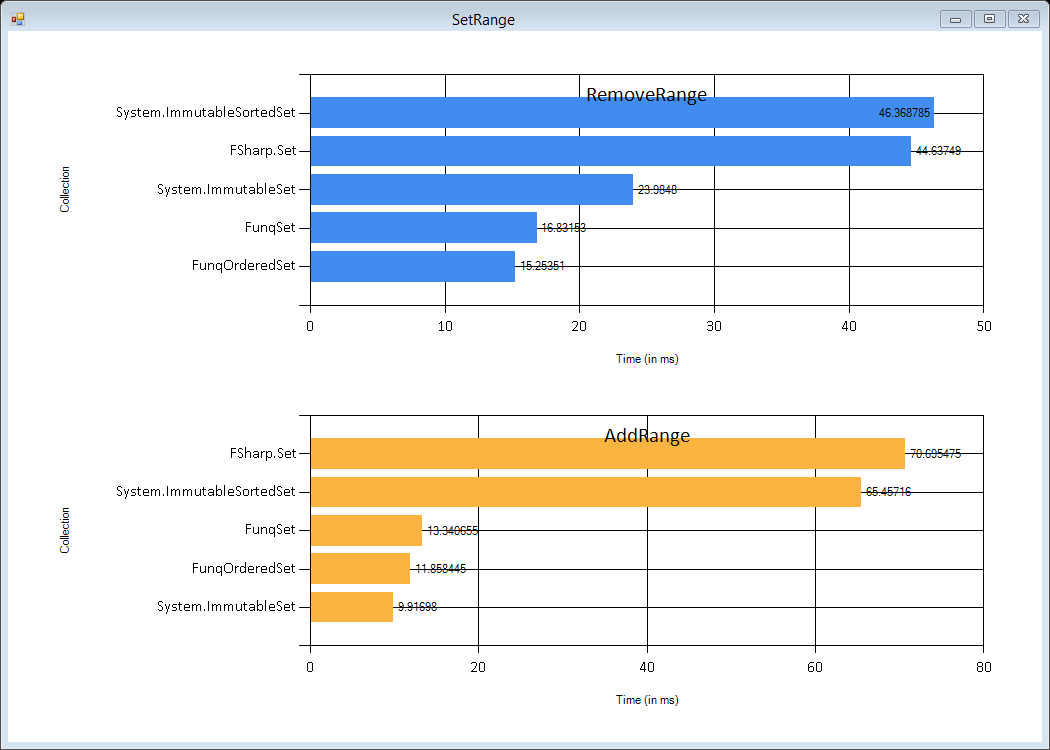 SetRange
RemoveRange
System.ImmutableSortedSet 46.368785
FSharp.Set 44.63749
System.ImmutableSet 23.9848
FunqSet 16.83153
FunqOrderedSet 15.25351
Collection
0 10 20 30 40 50
Time (in ms)
AddRange
FSharp.Set 70.695475
System.ImmutableSortedSet 65.45716
FunqSet 13.340655
FunqOrderedSet 11.858445
System.ImmutableSet 9.91698
Collection
0 20 40 60 80
Time (in ms)